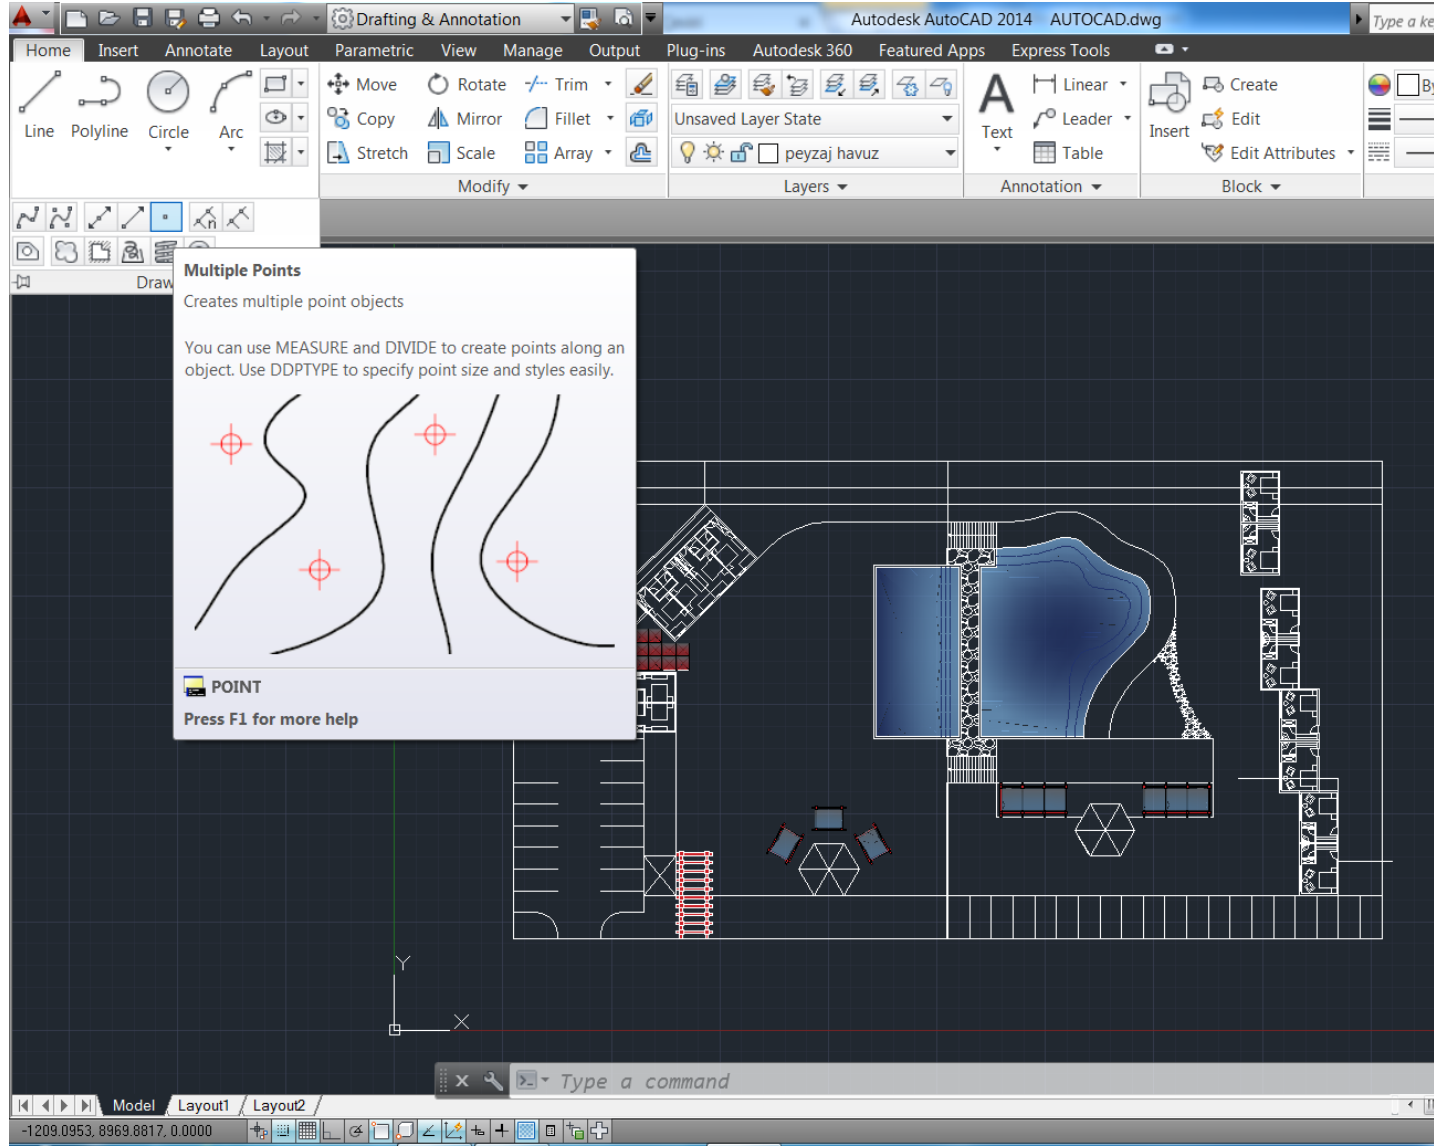 Drafting & Annotation
Autodesk AutoCAD 2014 AUTOCAD.dwg
Type a ke
Home Insert Annotate Layout Parametric View Manage Output Plug-ins Autodesk 360 Featured Apps Express Tools
Line Polyline Circle Arc
Move Rotate Trim
Copy Mirror Fillet
Stretch Scale Array
Modify
Unsaved Layer State
peyzaj havuz
Layers
Text
Linear
Leader
Table
Annotation
Insert
Create
Edit
Edit Attributes
Block
By
Draw
Multiple Points
Creates multiple point objects
You can use MEASURE and DIVIDE to create points along an
object. Use DDPTYPE to specify point size and styles easily.
POINT
Press F1 for more help
Y
X
Type a command
Model Layout1 Layout2
-1209.0953, 8969.8817, 0.0000